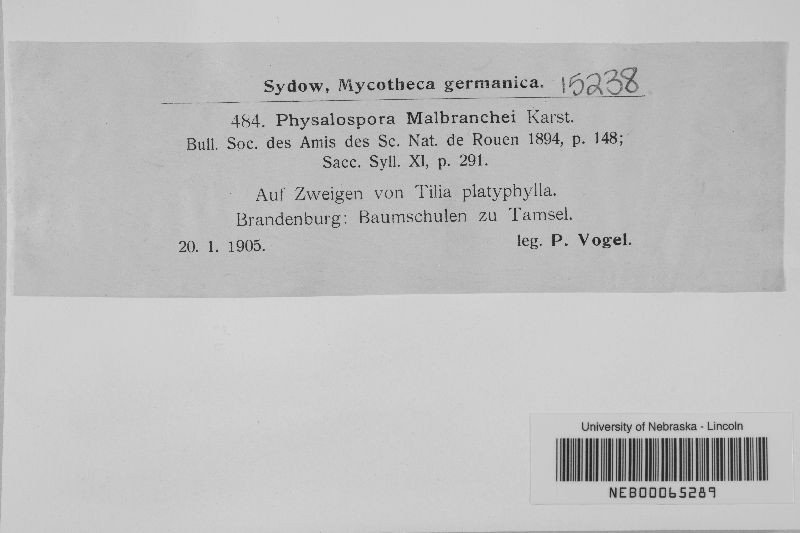 Sydow, Mycotheca germanica. 15238
484. Physalospora Malbranchei Karst.
Bull. Soc. des Amis des Sc. Nat. de Rouen 1894, p. 148;
Sacc. Syll. XI, p. 291.
Auf Zweigen von Tilia platyphylla.
Brandenburg: Baumschulen zu Tamsel.
20. 1. 1905. leg. P. Vogel.
University of Nebraska - Lincoln
NEB00065289